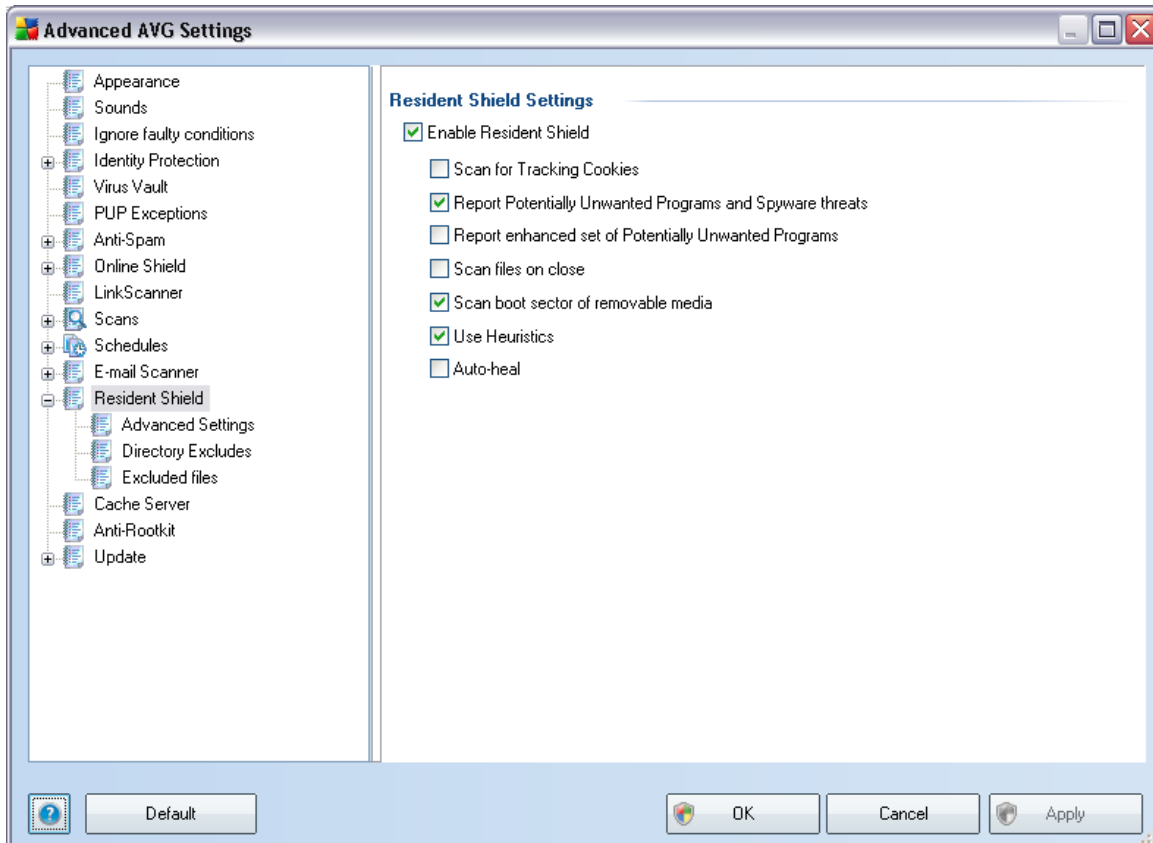 Advanced AVG Settings
Appearance
Sounds
Ignore faulty conditions
Identity Protection
Virus Vault
PUP Exceptions
Anti-Spam
Online Shield
LinkScanner
Scans
Schedules
E-mail Scanner
Resident Shield
Advanced Settings
Directory Excludes
Excluded files
Cache Server
Anti-Rootkit
Update
Resident Shield Settings
Enable Resident Shield
Scan for Tracking Cookies
Report Potentially Unwanted Programs and Spyware threats
Report enhanced set of Potentially Unwanted Programs
Scan files on close
Scan boot sector of removable media
Use Heuristics
Auto-heal
?
Default
OK
Cancel
Apply